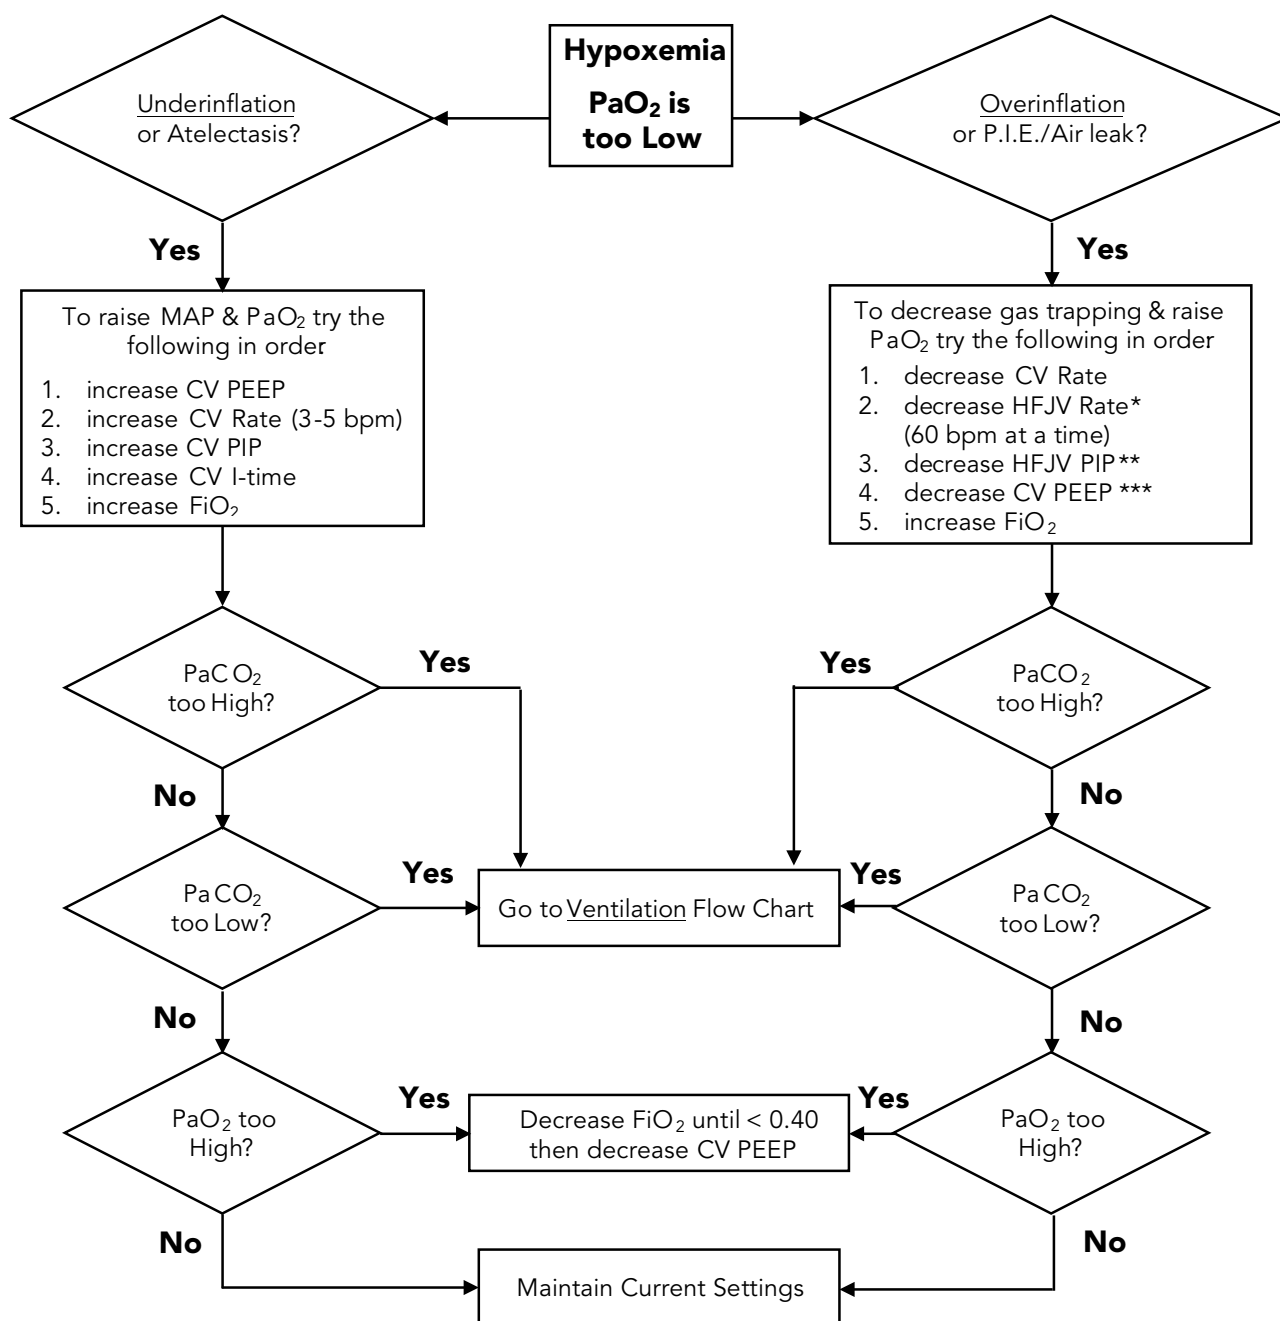 Hypoxemia
PaO2 is
too Low
Underinflation
or Atelectasis?
Overinflation
or P.I.E./Air leak?
Yes
Yes
To raise MAP & PaO2 try the
following in order
1. increase CV PEEP
2. increase CV Rate (3-5 bpm)
3. increase CV PIP
4. increase CV I-time
5. increase FiO2
To decrease gas trapping & raise
PaO2 try the following in order
1. decrease CV Rate
2. decrease HFJV Rate*
(60 bpm at a time)
3. decrease HFJV PIP**
4. decrease CV PEEP ***
5. increase FiO2
PaCO2
too High?
Yes
Yes
PaCO2
too High?
No
No
PaCO2
too Low?
Yes
Go to Ventilation Flow Chart
Yes
PaCO2
too Low?
No
No
PaO2 too
High?
Yes
Decrease FiO2 until < 0.40
then decrease CV PEEP
Yes
PaO2 too
High?
No
No
Maintain Current Settings